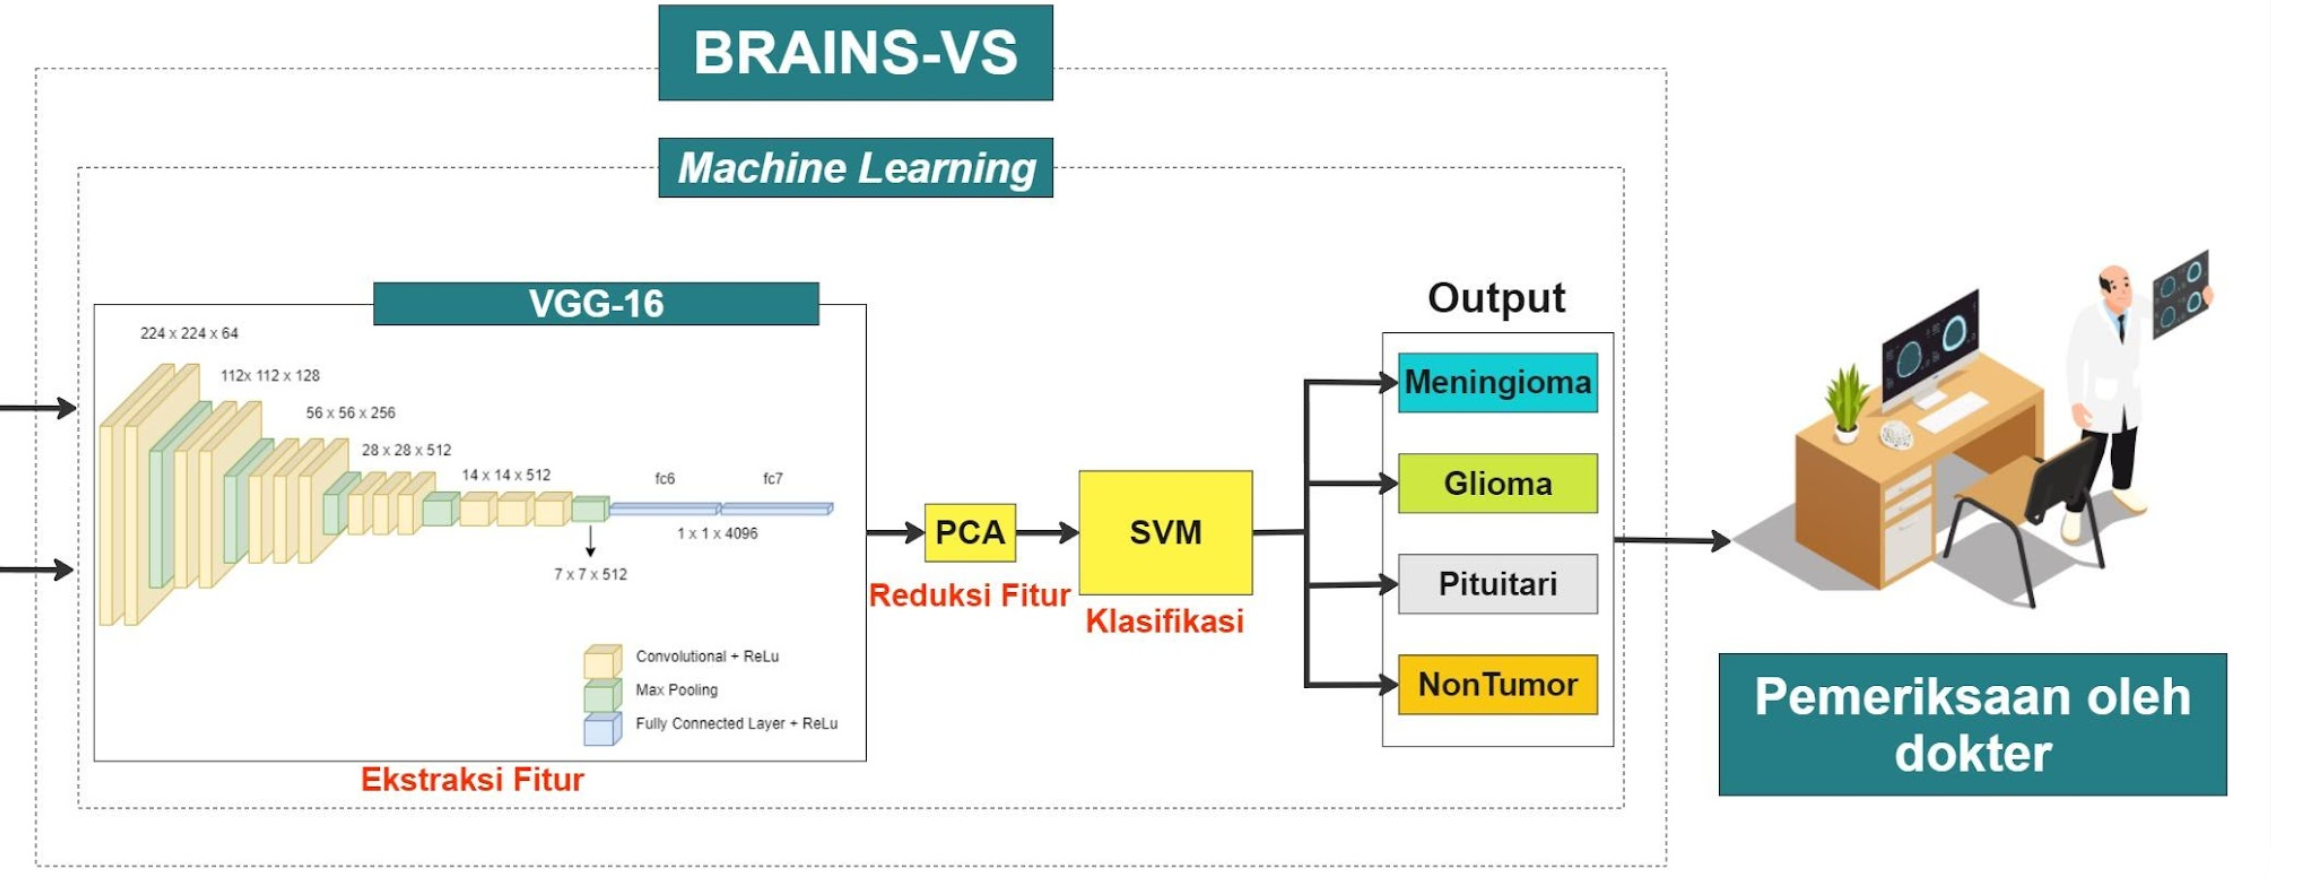 BRAINS-VS
Machine Learning
VGG-16
224 x 224 x 64
112x 112 x 128
56 x 56 x 256
28 x 28 x 512
14 x 14 x 512
fc6
fc7
1 x 1 x 4096
7 x 7 x 512
Convolutional + ReLu
Max Pooling
Fully Connected Layer + ReLu
Ekstraksi Fitur
PCA
Reduksi Fitur
SVM
Klasifikasi
Output
Meningioma
Glioma
Pituitari
NonTumor
Pemeriksaan oleh
dokter